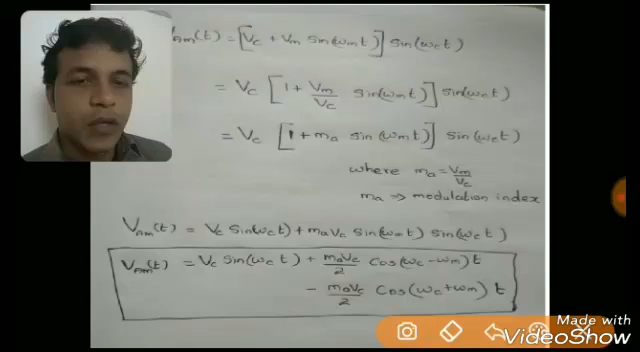 Vam(t) = [Vc + Vm sin(ωmt)] sin(ωct)
= Vc [1 + Vm/Vc sin(ωmt)] sin(ωct)
= Vc [1 + ma sin(ωmt)] sin(ωct)
where ma = Vm/Vc
ma ⇒ modulation index
VAm(t) = Vc sin(ωct) + maVc sin(ωmt) sin(ωct)
VAm(t) = Vc sin(ωct) + maVc/2 cos(ωc-ωm)t
- maVc/2 cos(ωc+ωm)t
Made with
VideoShow